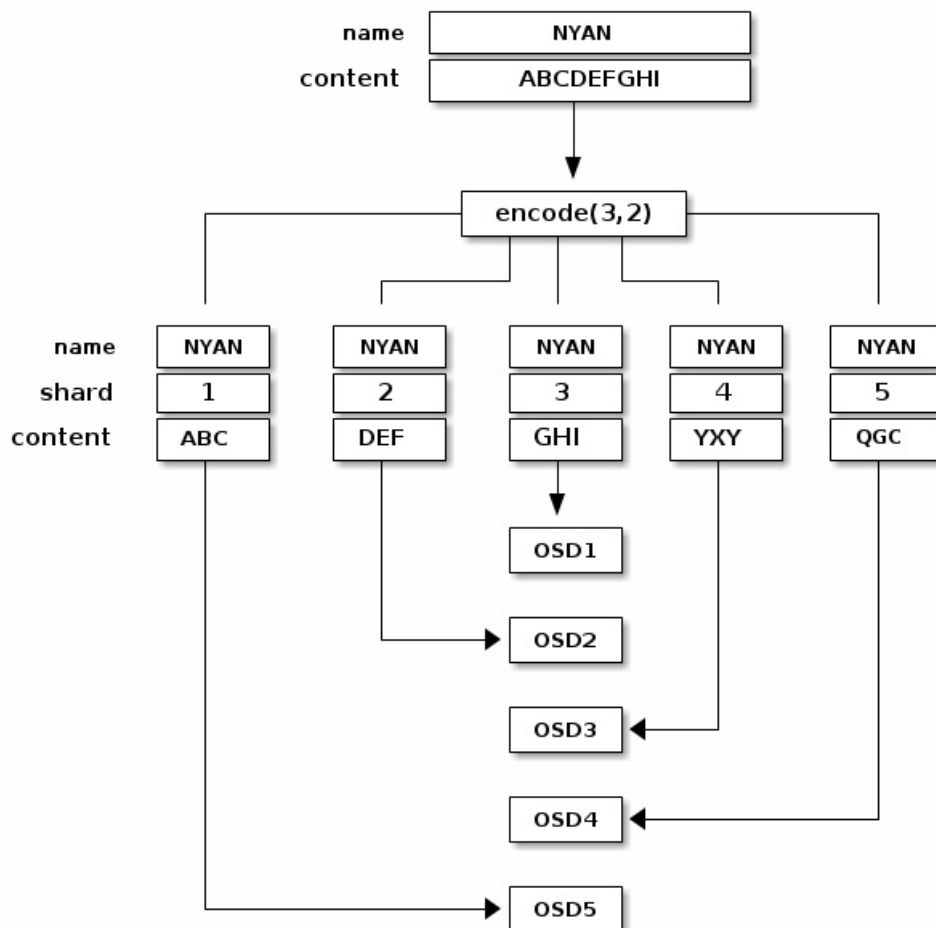 name NYAN
content ABCDEFGHI
encode(3,2)
name NYAN NYAN NYAN NYAN NYAN
shard 1 2 3 4 5
content ABC DEF GHI YXY QGC
OSD1
OSD2
OSD3
OSD4
OSD5